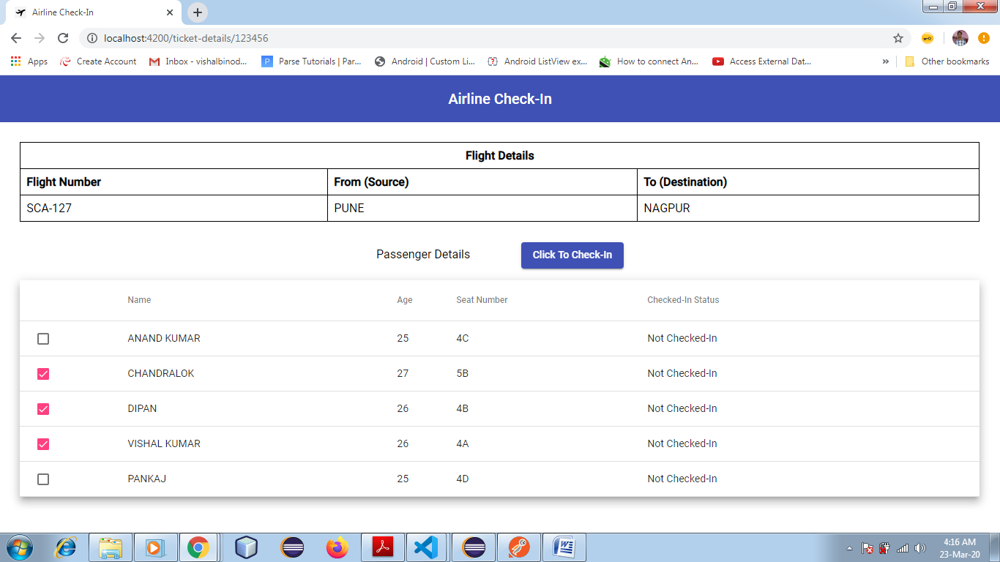 Airline Check-In
localhost:4200/ticket-details/123456
Apps Create Account Inbox - vishalbinod... Parse Tutorials | Par... Android | Custom Li... Android ListView ex... How to connect An... Access External Dat... » Other bookmarks
Airline Check-In
Flight Details
Flight Number From (Source) To (Destination)
SCA-127 PUNE NAGPUR
Passenger Details Click To Check-In
Name Age Seat Number Checked-In Status
ANAND KUMAR 25 4C Not Checked-In
CHANDRALOK 27 5B Not Checked-In
DIPAN 26 4B Not Checked-In
VISHAL KUMAR 26 4A Not Checked-In
PANKAJ 25 4D Not Checked-In
4:16 AM
23-Mar-20